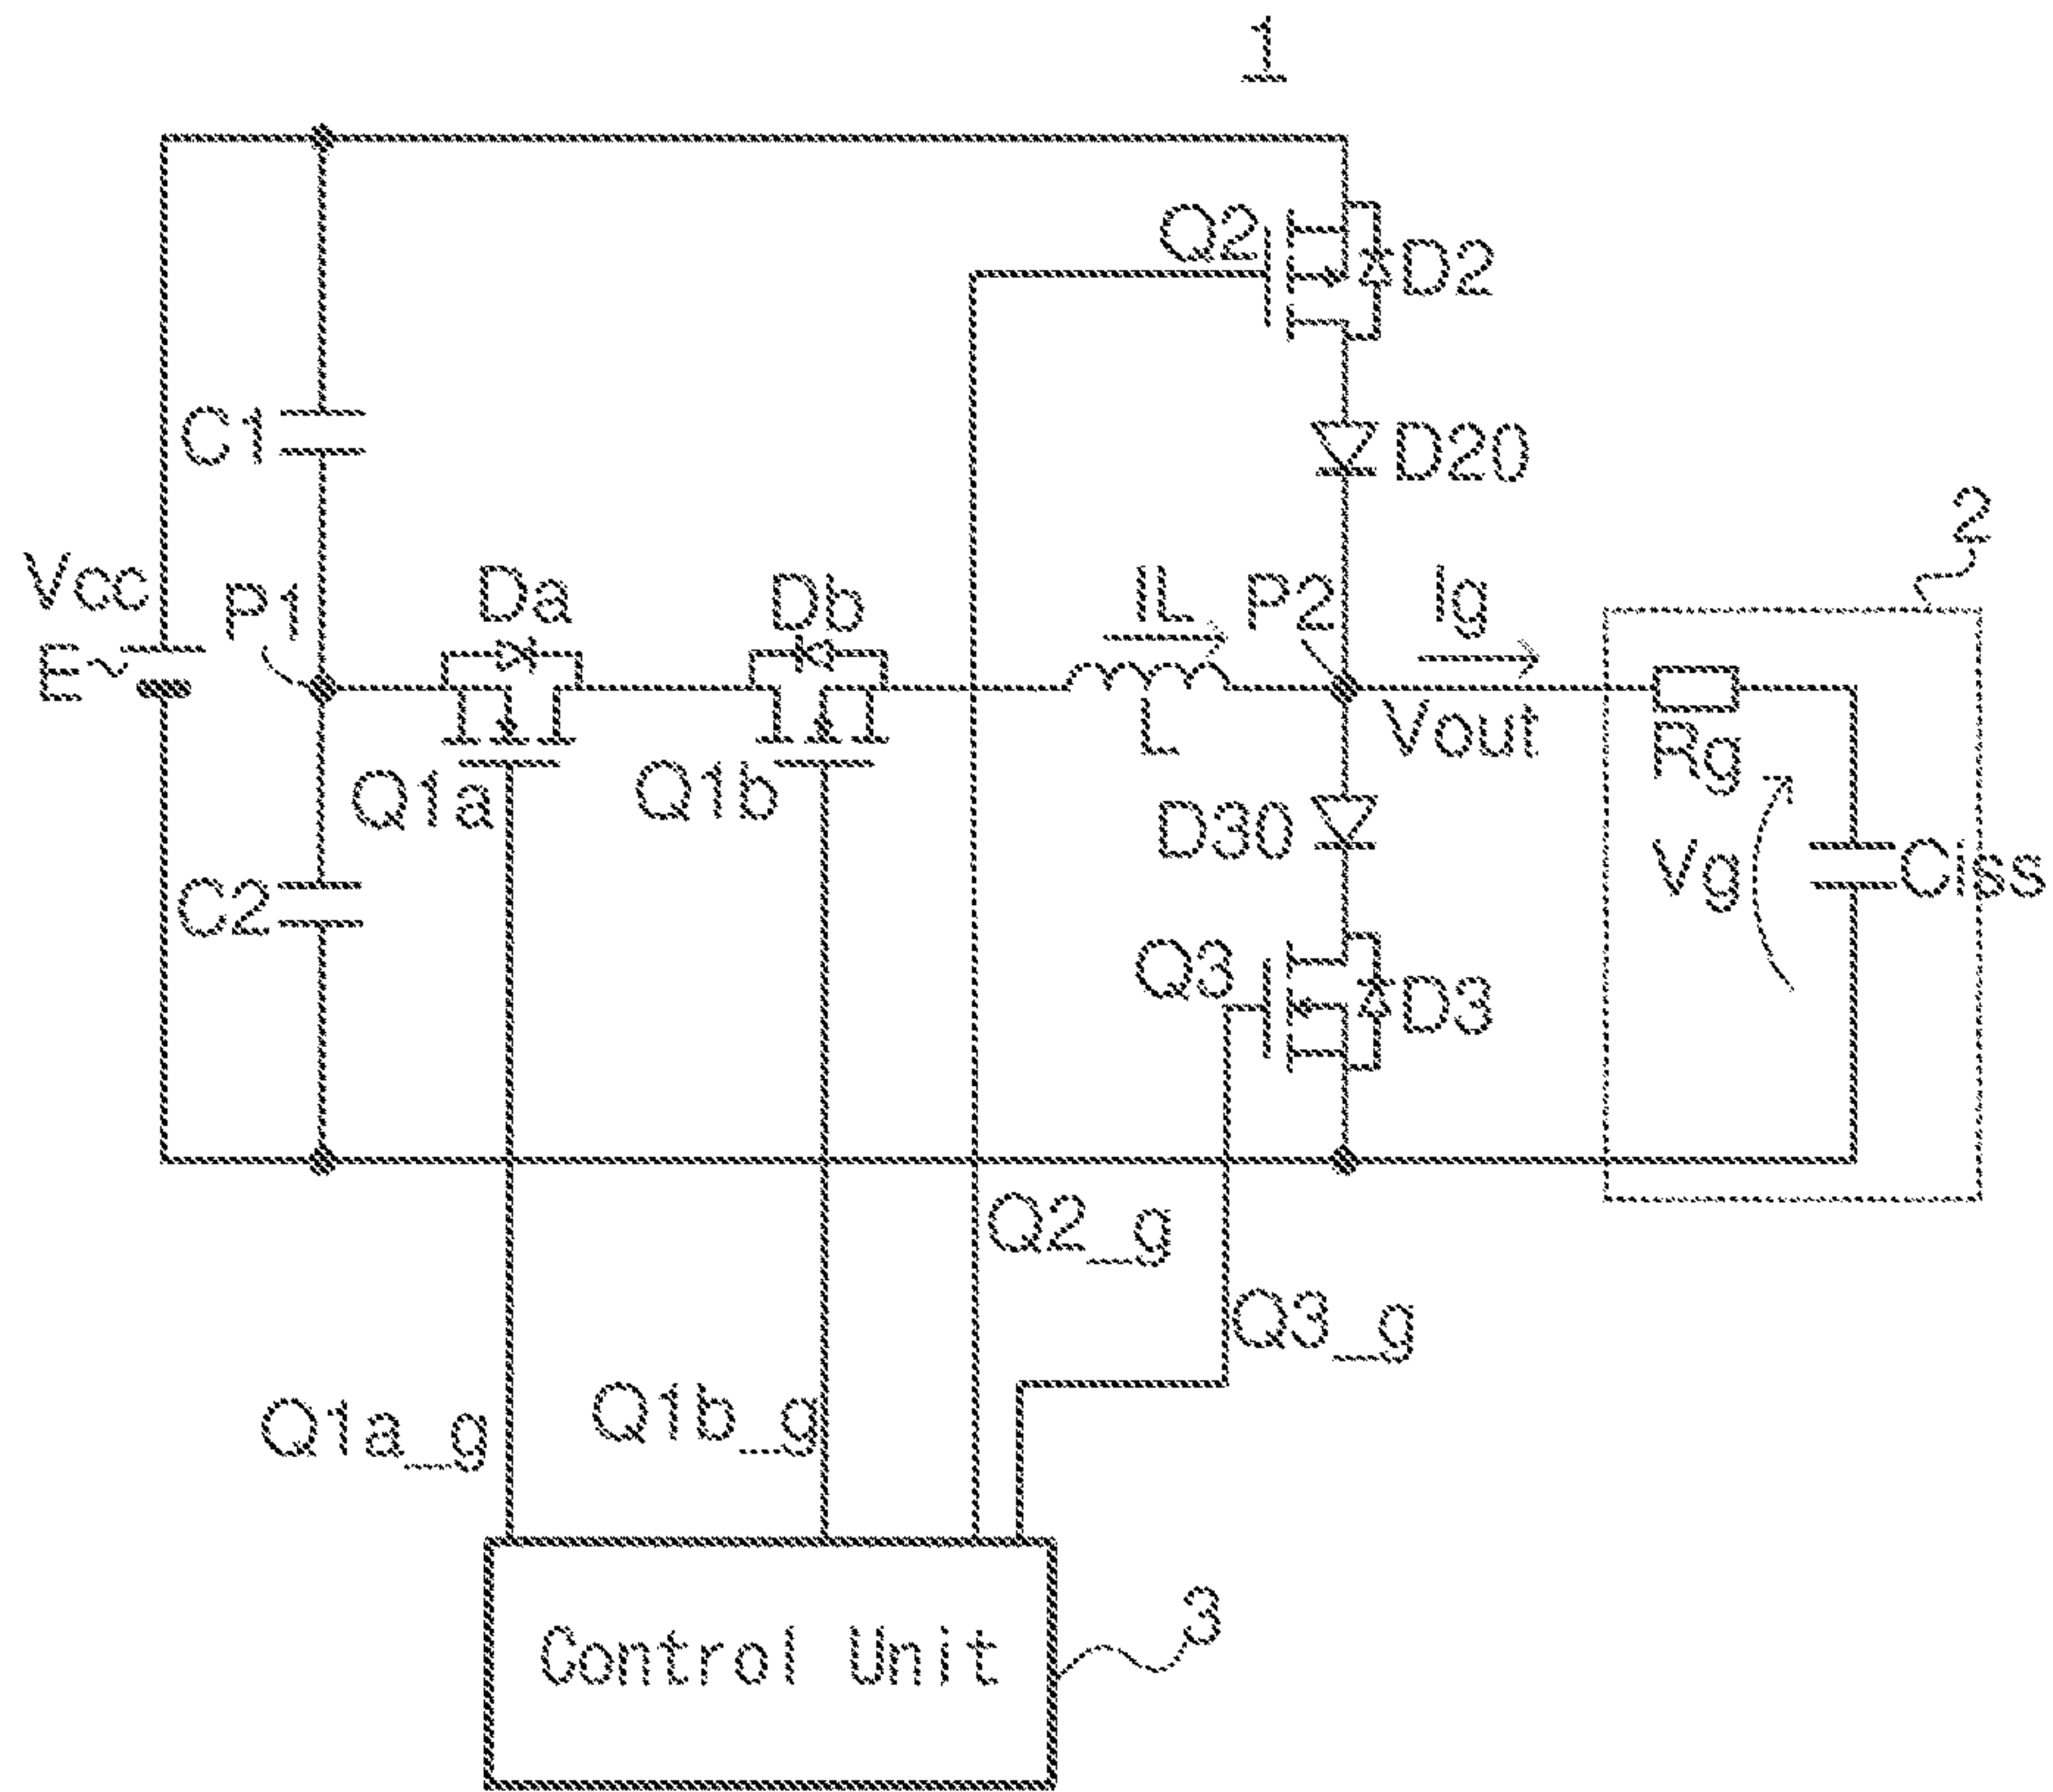 1
Q2
D2
C1
D20
2
Vcc
P1
Da
Db
IL
P2
Ig
E
L
Vout
Rg
Q1a
Q1b
D30
Vg
Ciss
C2
Q3
D3
Q2_g
Q3_g
Q1a_g
Q1b_g
Control Unit
3